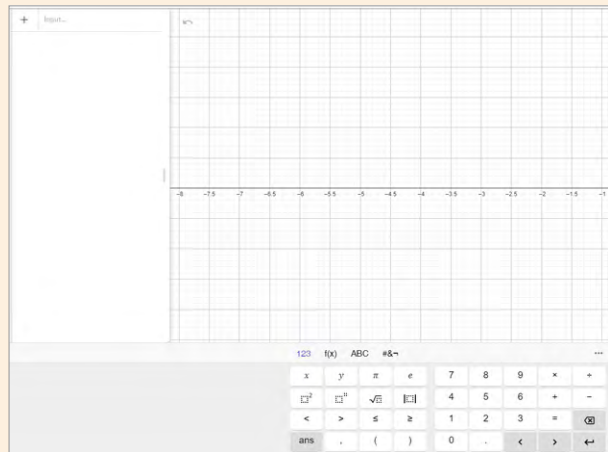 + Input...
-8 -7.5 -7 -6.5 -6 -5.5 -5 -4.5 -4 -3.5 -3 -2.5 -2 -1.5 -1
123 f(x) ABC #&¬ ...
x y π e 7 8 9 × ÷
□² □ⁿ √□ |□| 4 5 6 + −
< > ≤ ≥ 1 2 3 =
ans , ( ) 0 . < >